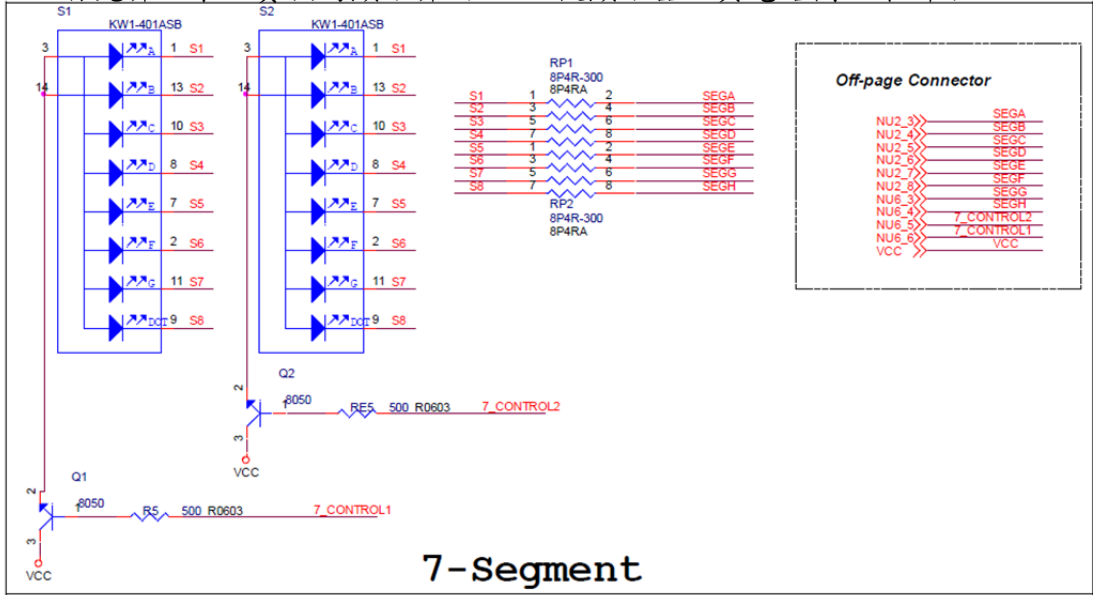 S1
KW1-401ASB
3
14
A 1 S1
B 13 S2
C 10 S3
D 8 S4
E 7 S5
F 2 S6
G 11 S7
DOT 9 S8
S2
KW1-401ASB
3
14
A 1 S1
B 13 S2
C 10 S3
D 8 S4
E 7 S5
F 2 S6
G 11 S7
DOT 9 S8
RP1
8P4R-300
8P4RA
S1 1 2 SEGA
S2 3 4 SEGB
S3 5 6 SEGC
S4 7 8 SEGD
S5 1 2 SEGE
S6 3 4 SEGF
S7 5 6 SEGG
S8 7 8 SEGH
RP2
8P4R-300
8P4RA
Off-page Connector
NU2_3 SEGA
NU2_4 SEGB
NU2_5 SEGC
NU2_6 SEGD
NU2_7 SEGE
NU2_8 SEGF
NU6_3 SEGG
NU6_4 SEGH
NU6_5 7_CONTROL2
NU6_6 7_CONTROL1
VCC VCC
Q2
2
1 8050 RE5 500 R0603 7_CONTROL2
3
VCC
Q1
2
1 8050 R5 500 R0603 7_CONTROL1
3
VCC
7-Segment